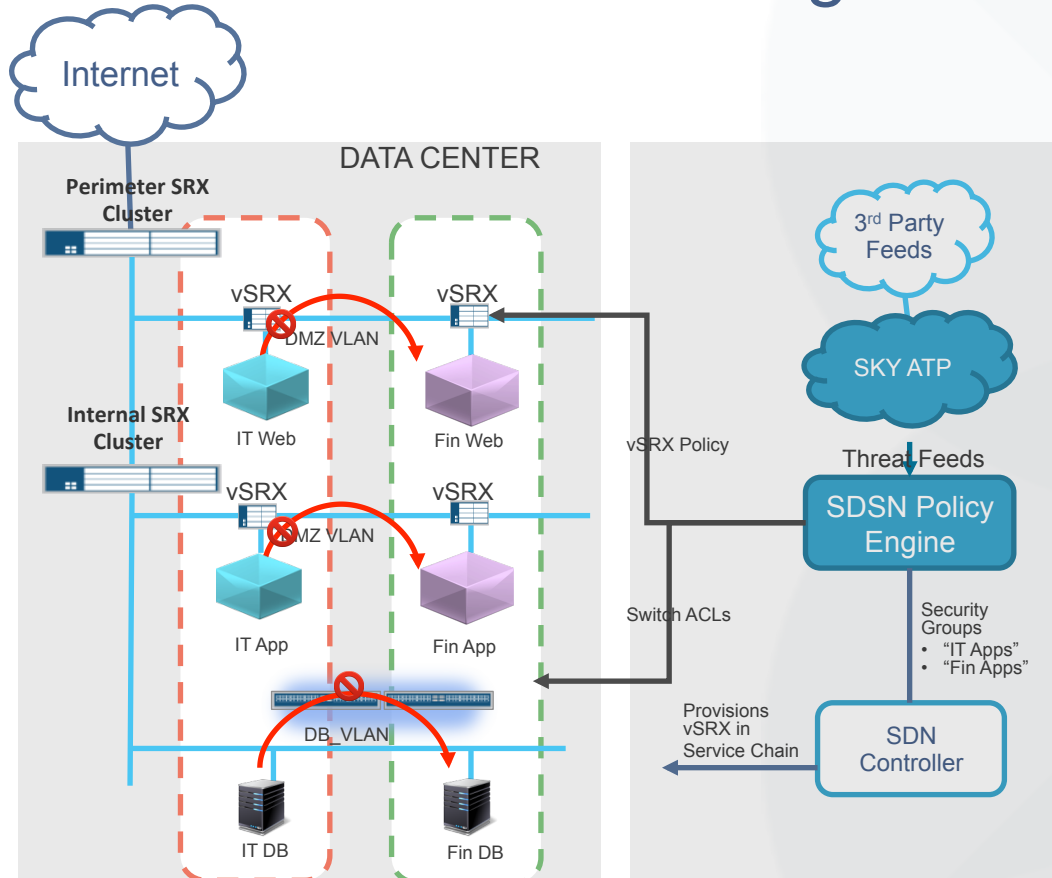 g
Internet
DATA CENTER
Perimeter SRX
Cluster
vSRX
vSRX
DMZ VLAN
IT Web
Fin Web
Internal SRX
Cluster
vSRX
vSRX
DMZ VLAN
IT App
Fin App
DB_VLAN
IT DB
Fin DB
vSRX Policy
Switch ACLs
3rd Party
Feeds
SKY ATP
Threat Feeds
SDSN Policy
Engine
Security
Groups
• “IT Apps”
• “Fin Apps”
Provisions
vSRX in
Service Chain
SDN
Controller